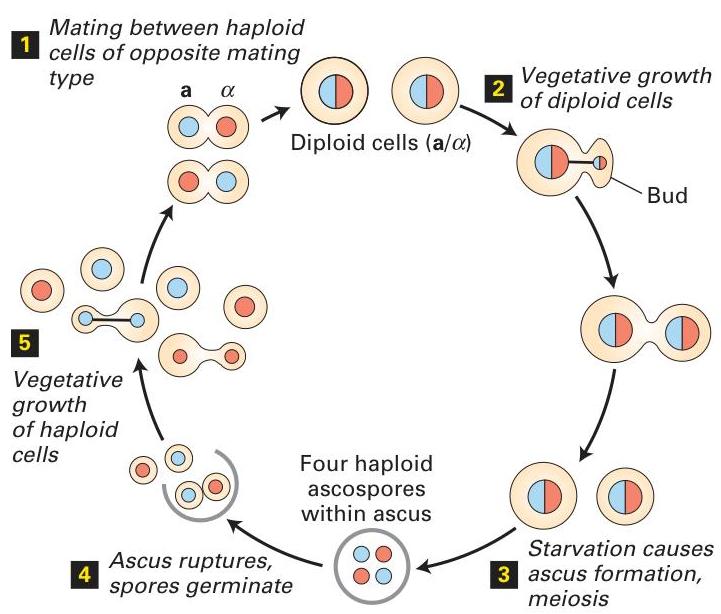 1 Mating between haploid
cells of opposite mating
type
a α
Diploid cells (a/α)
2 Vegetative growth
of diploid cells
Bud
3 Starvation causes
ascus formation,
meiosis
Four haploid
ascospores
within ascus
4 Ascus ruptures,
spores germinate
5
Vegetative
growth
of haploid
cells